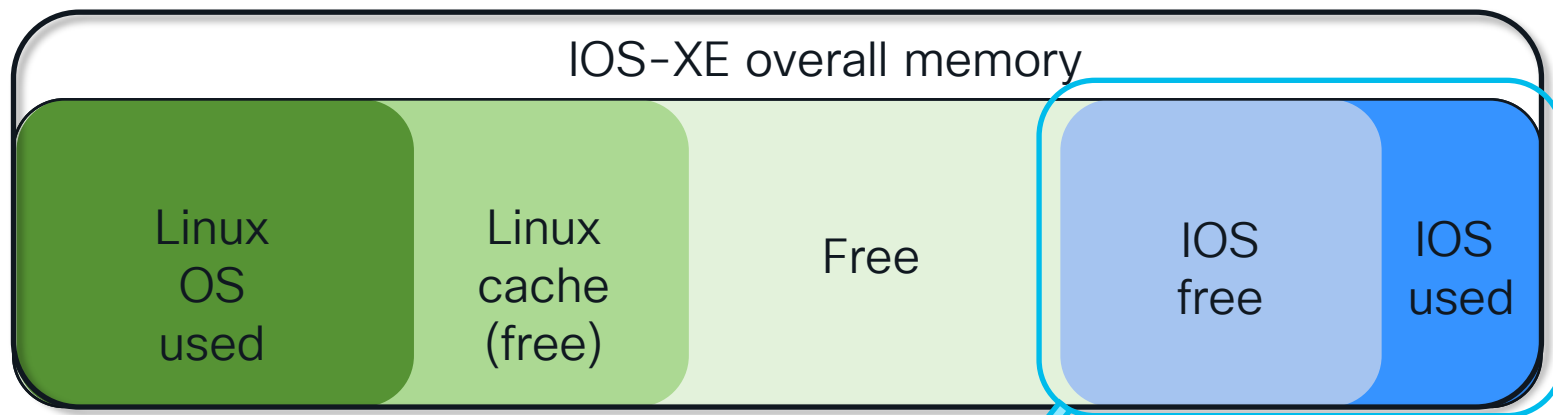 IOS-XE overall memory
Linux
OS
used
Linux
cache
(free)
Free
IOS
free
IOS
used